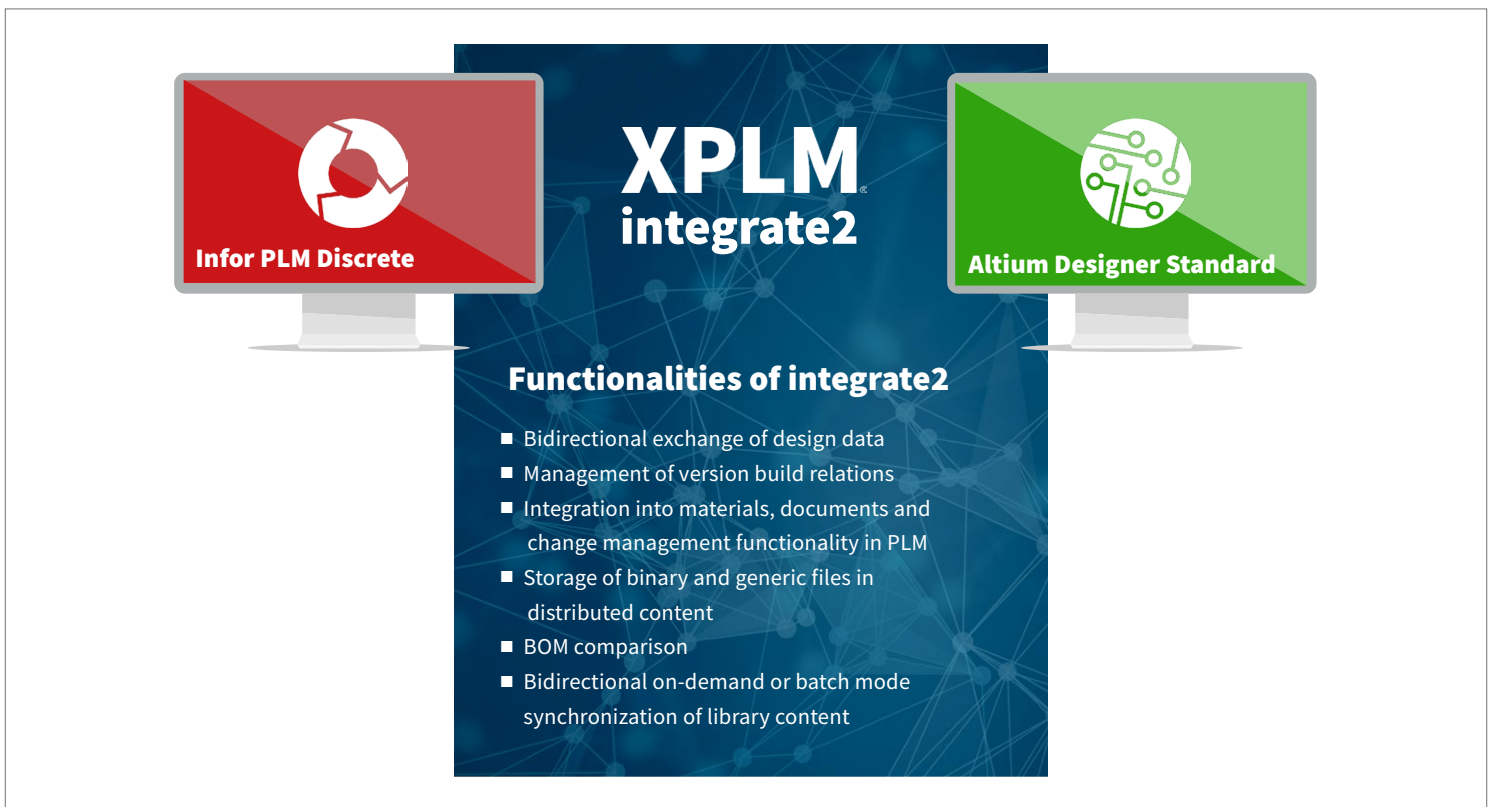 XPLM®
integrate2
Infor PLM Discrete
Altium Designer Standard
Functionalities of integrate2
■ Bidirectional exchange of design data
■ Management of version build relations
■ Integration into materials, documents and
change management functionality in PLM
■ Storage of binary and generic files in
distributed content
■ BOM comparison
■ Bidirectional on-demand or batch mode
synchronization of library content